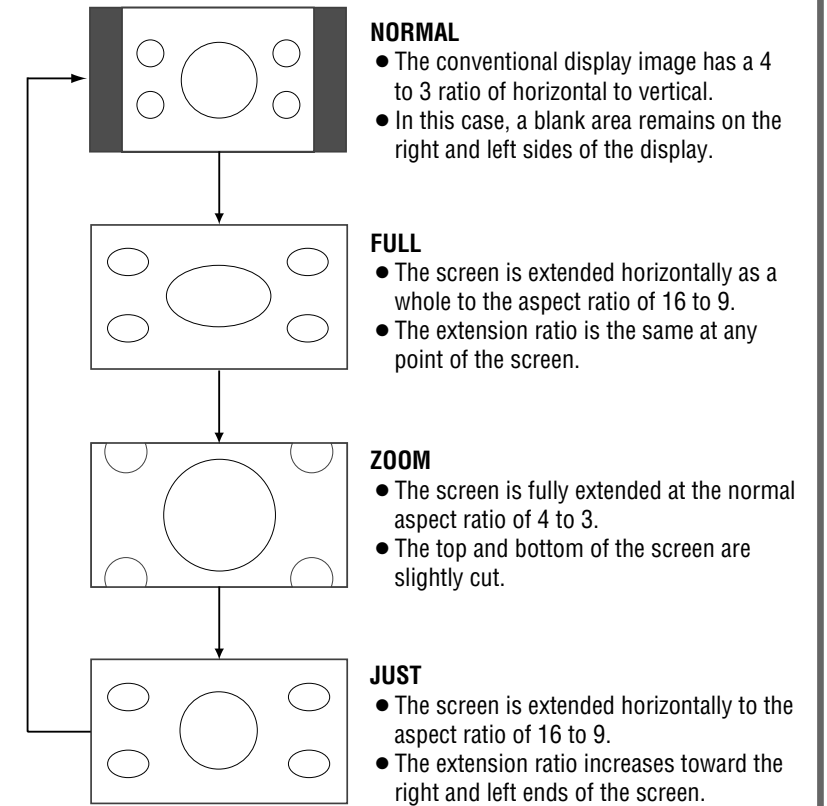 NORMAL
● The conventional display image has a 4
to 3 ratio of horizontal to vertical.
● In this case, a blank area remains on the
right and left sides of the display.
FULL
● The screen is extended horizontally as a
whole to the aspect ratio of 16 to 9.
● The extension ratio is the same at any
point of the screen.
ZOOM
● The screen is fully extended at the normal
aspect ratio of 4 to 3.
● The top and bottom of the screen are
slightly cut.
JUST
● The screen is extended horizontally to the
aspect ratio of 16 to 9.
● The extension ratio increases toward the
right and left ends of the screen.